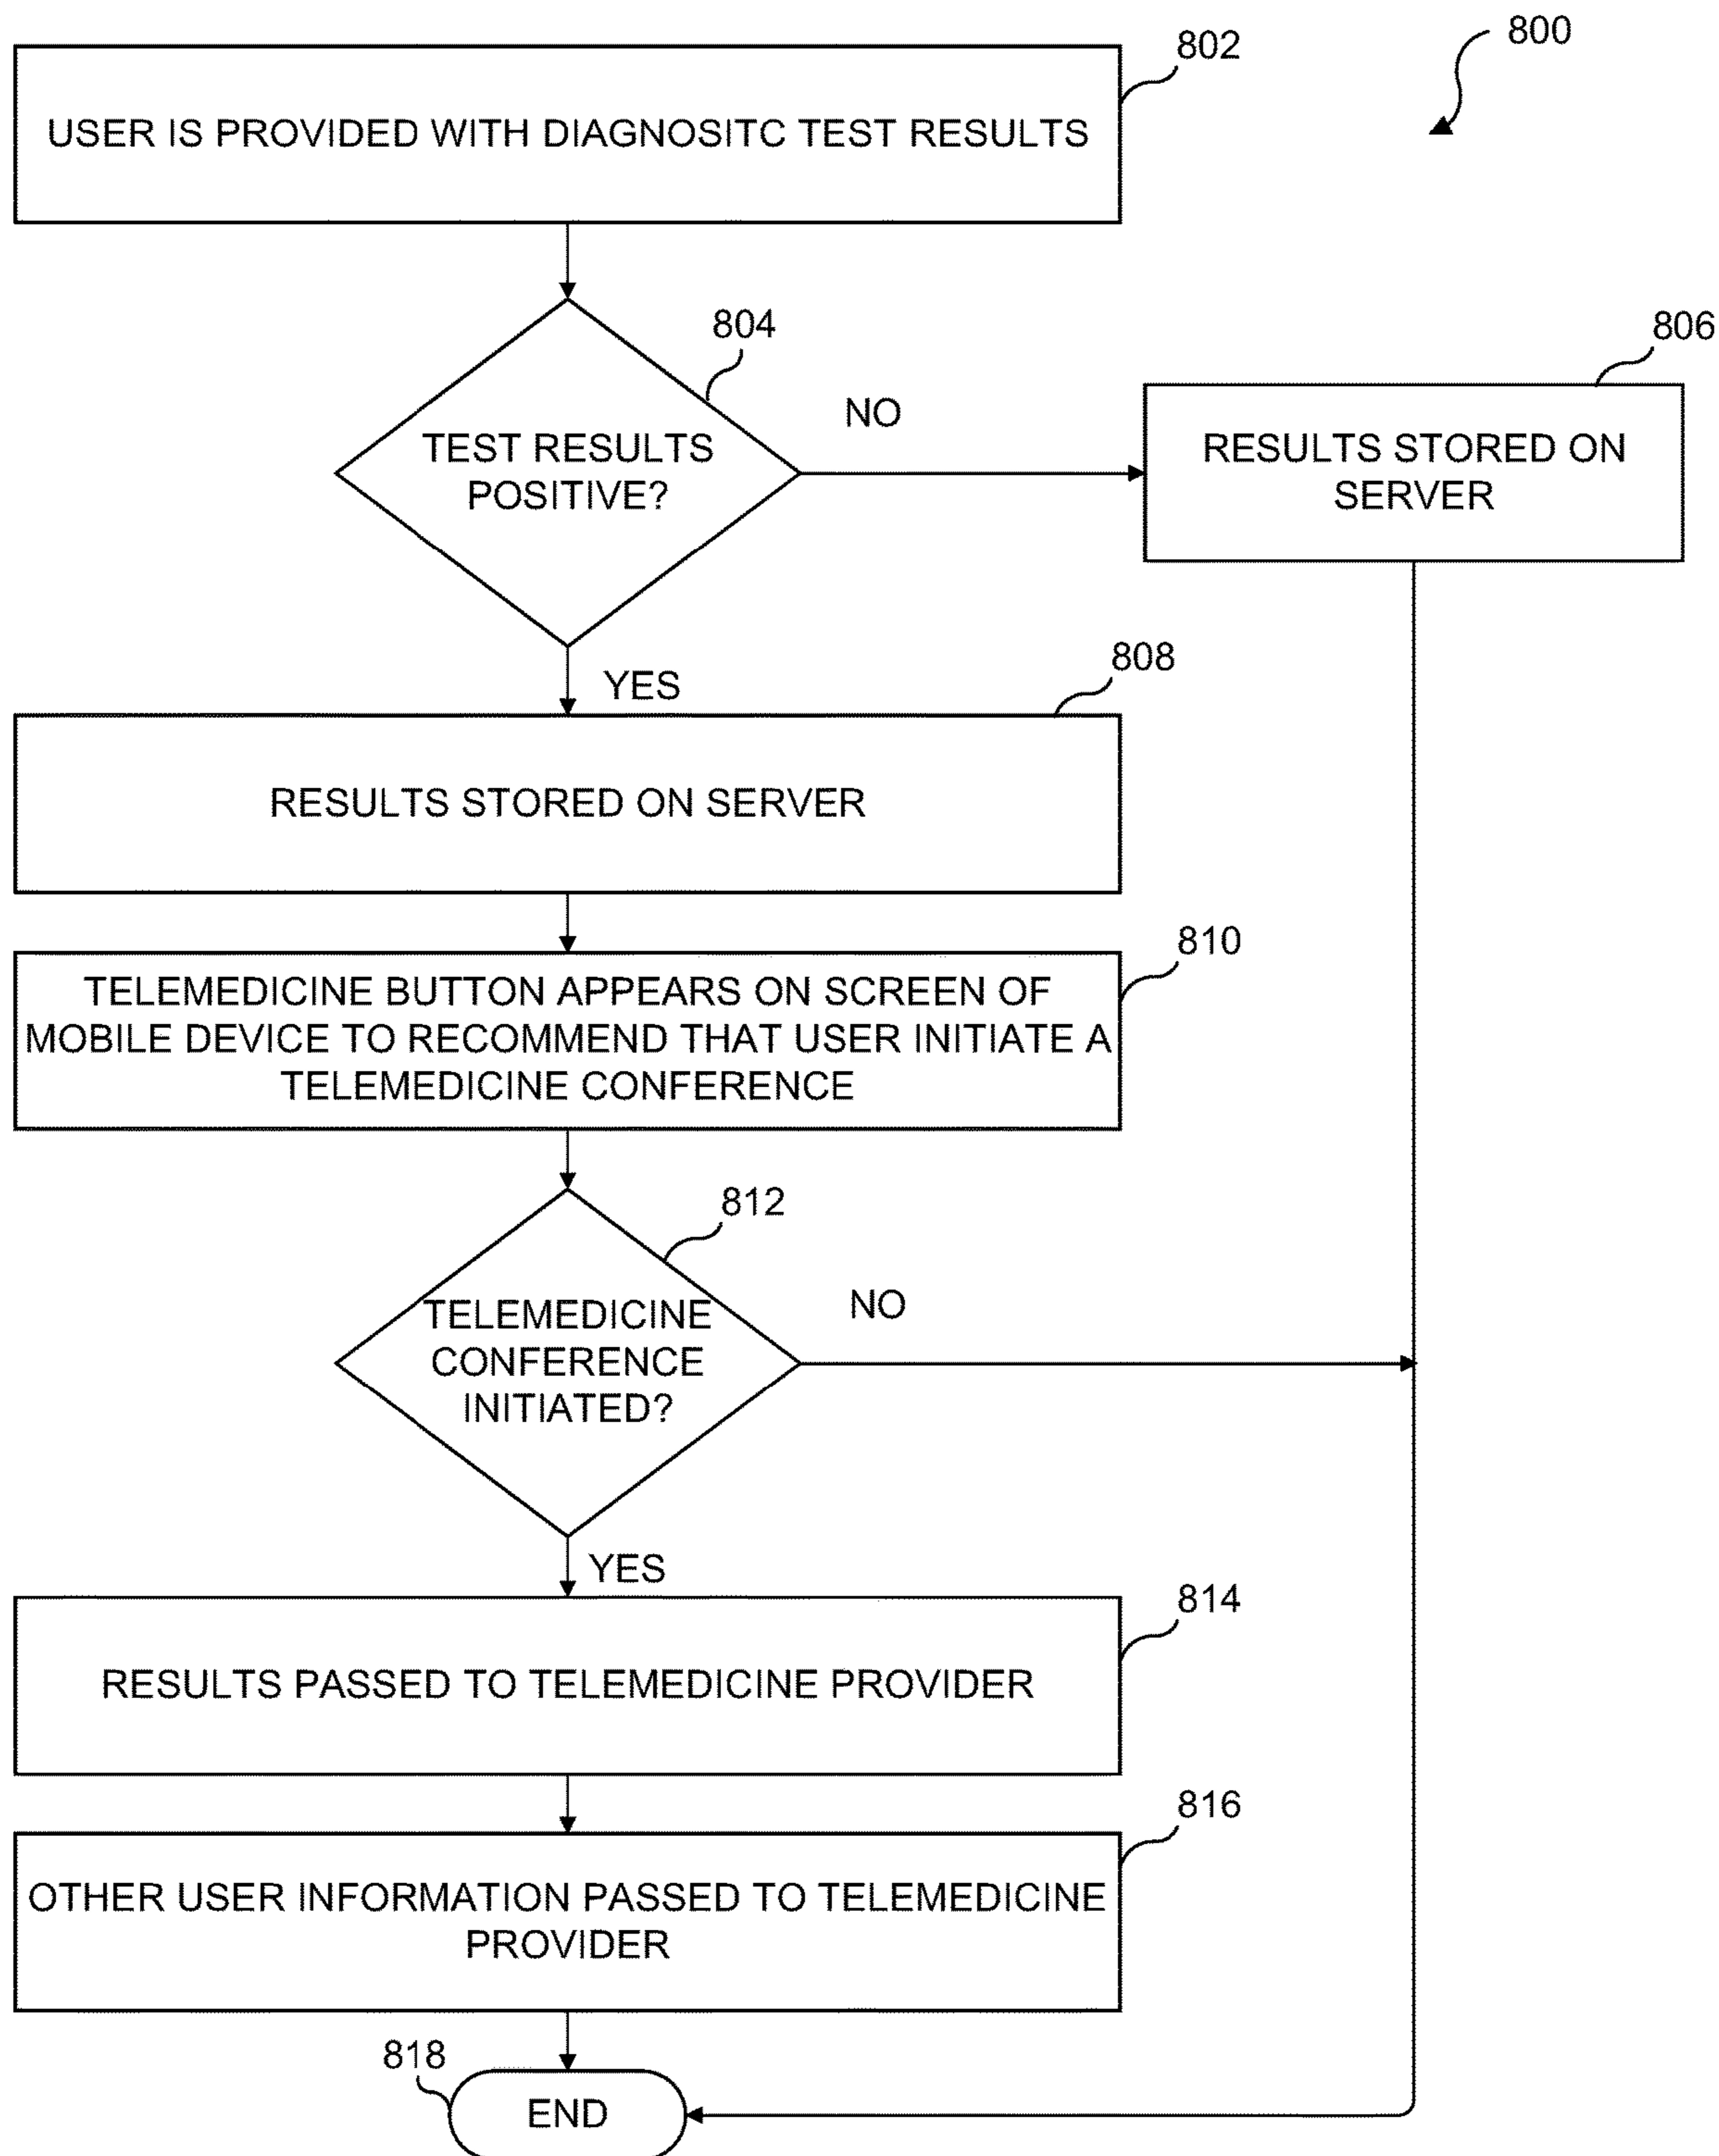 800
802
USER IS PROVIDED WITH DIAGNOSITC TEST RESULTS
804
TEST RESULTS
POSITIVE?
NO
806
RESULTS STORED ON
SERVER
YES
808
RESULTS STORED ON SERVER
810
TELEMEDICINE BUTTON APPEARS ON SCREEN OF
MOBILE DEVICE TO RECOMMEND THAT USER INITIATE A
TELEMEDICINE CONFERENCE
812
TELEMEDICINE
CONFERENCE
INITIATED?
NO
YES
814
RESULTS PASSED TO TELEMEDICINE PROVIDER
816
OTHER USER INFORMATION PASSED TO TELEMEDICINE
PROVIDER
818
END